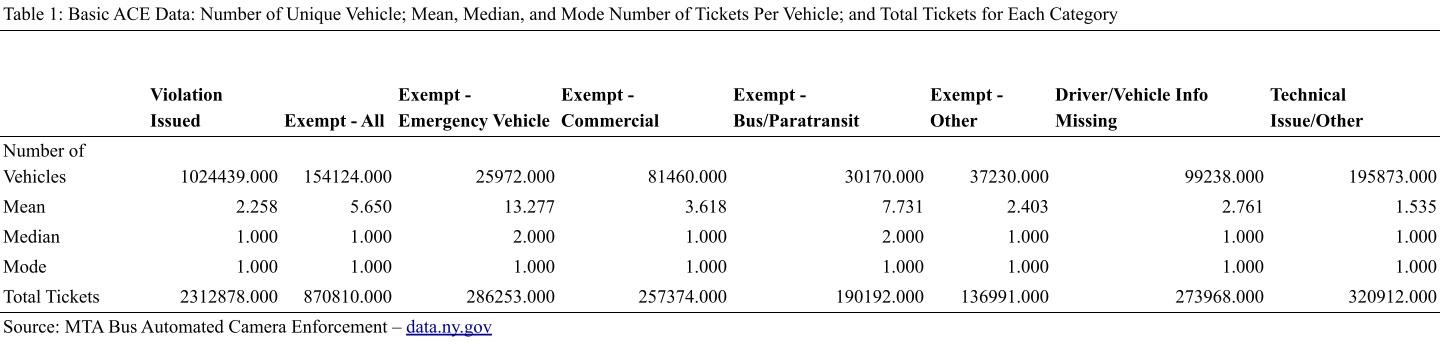 Table 1: Basic ACE Data: Number of Unique Vehicle; Mean, Median, and Mode Number of Tickets Per Vehicle; and Total Tickets for Each Category
Violation Exempt - Exempt - Exempt - Exempt - Driver/Vehicle Info Technical
Issued Exempt - All Emergency Vehicle Commercial Bus/Paratransit Other Missing Issue/Other
Number of
Vehicles 1024439.000 154124.000 25972.000 81460.000 30170.000 37230.000 99238.000 195873.000
Mean 2.258 5.650 13.277 3.618 7.731 2.403 2.761 1.535
Median 1.000 1.000 2.000 1.000 2.000 1.000 1.000 1.000
Mode 1.000 1.000 1.000 1.000 1.000 1.000 1.000 1.000
Total Tickets 2312878.000 870810.000 286253.000 257374.000 190192.000 136991.000 273968.000 320912.000
Source: MTA Bus Automated Camera Enforcement – data.ny.gov